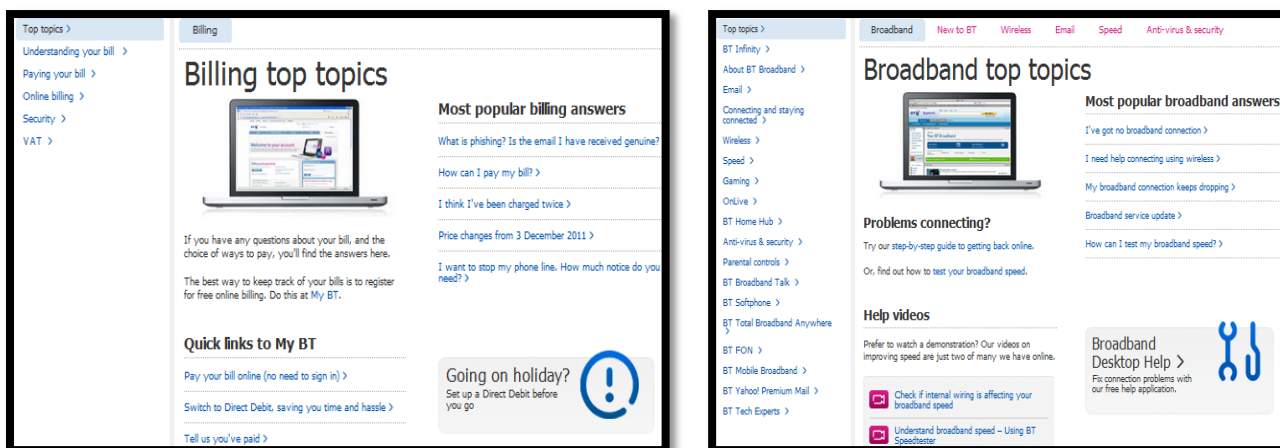 Top topics >
Understanding your bill >
Paying your bill >
Online billing >
Security >
VAT >
Billing
Billing top topics
If you have any questions about your bill, and the
choice of ways to pay, you'll find the answers here.
The best way to keep track of your bills is to register
for free online billing. Do this at My BT.
Quick links to My BT
Pay your bill online (no need to sign in) >
Switch to Direct Debit, saving you time and hassle >
Tell us you've paid >
Most popular billing answers
What is phishing? Is the email I have received genuine?
How can I pay my bill? >
I think I've been charged twice >
Price changes from 3 December 2011 >
I want to stop my phone line. How much notice do you
need? >
Going on holiday?
Set up a Direct Debit before
you go
Top topics >
BT Infinity >
About BT Broadband >
Email >
Connecting and staying
connected >
Wireless >
Speed >
Gaming >
OnLive >
BT Home Hub >
Anti-virus & security >
Parental controls >
BT Broadband Talk >
BT Softphone >
BT Total Broadband Anywhere
>
BT FON >
BT Mobile Broadband >
BT Yahoo! Premium Mail >
BT Tech Experts >
Broadband New to BT Wireless Email Speed Anti-virus & security
Broadband top topics
Problems connecting?
Try our step-by-step guide to getting back online.
Or, find out how to test your broadband speed.
Help videos
Prefer to watch a demonstration? Our videos on
improving speed are just two of many we have online.
Check if internal wiring is affecting your
broadband speed
Understand broadband speed – Using BT
Speedtester
Most popular broadband answers
I've got no broadband connection >
I need help connecting using wireless >
My broadband connection keeps dropping >
Broadband service update >
How can I test my broadband speed? >
Broadband
Desktop Help >
Fix connection problems with
our free help application.